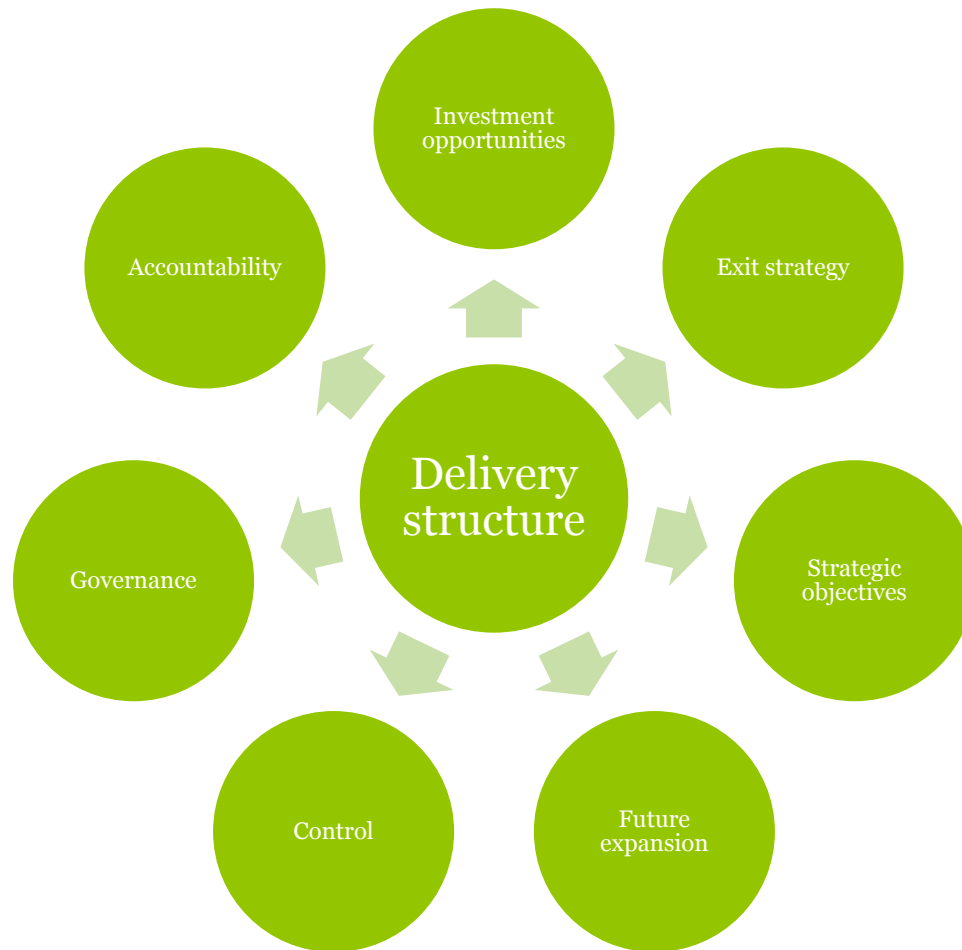 Investment
opportunities
Accountability
Exit strategy
Delivery
structure
Governance
Strategic
objectives
Control
Future
expansion